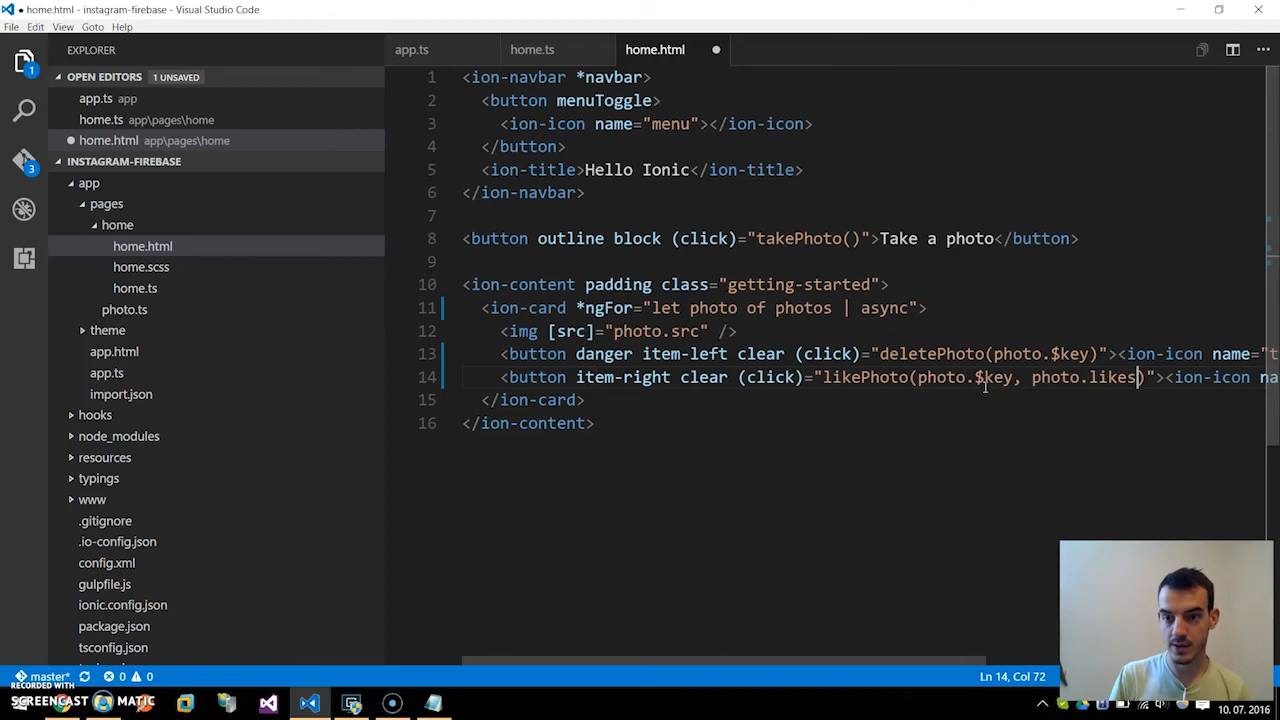 home.html - instagram-firebase - Visual Studio Code
File Edit View Goto Help
EXPLORER
OPEN EDITORS 1 UNSAVED
app.ts app
home.ts app\pages\home
home.html app\pages\home
INSTAGRAM-FIREBASE
app
pages
home
home.html
home.scss
home.ts
photo.ts
theme
app.html
app.ts
import.json
hooks
node_modules
resources
typings
www
.gitignore
.io-config.json
config.xml
gulpfile.js
ionic.config.json
package.json
tsconfig.json
1
3
app.ts home.ts home.html
1 <ion-navbar *navbar>
2 <button menuToggle>
3 <ion-icon name="menu"></ion-icon>
4 </button>
5 <ion-title>Hello Ionic</ion-title>
6 </ion-navbar>
7
8 <button outline block (click)="takePhoto()">Take a photo</button>
9
10 <ion-content padding class="getting-started">
11 <ion-card *ngFor="let photo of photos | async">
12 <img [src]="photo.src" />
13 <button danger item-left clear (click)="deletePhoto(photo.$key)"><ion-icon name="t
14 <button item-right clear (click)="likePhoto(photo.$key, photo.likes)"><ion-icon na
15 </ion-card>
16 </ion-content>
master* 0 0
Ln 14, Col 72
RECORDED WITH
SCREENCAST MATIC
10. 07. 2016